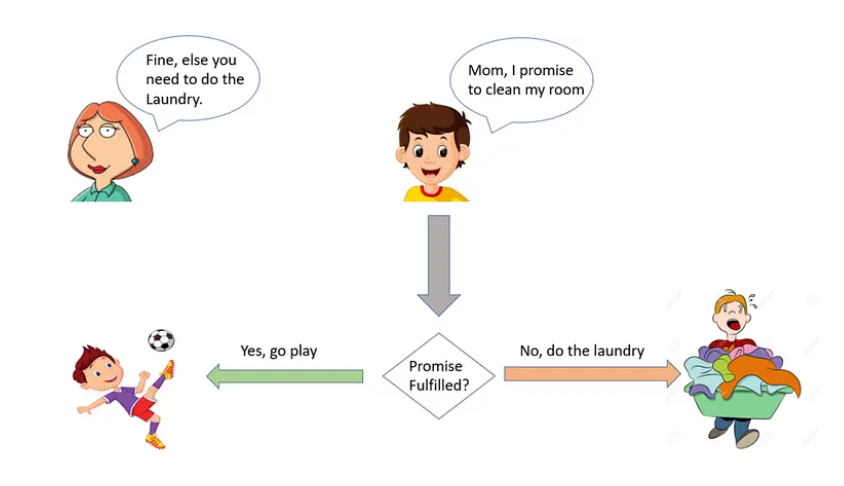 Fine, else you
need to do the
Laundry.
Mom, I promise
to clean my room
Yes, go play
Promise
Fulfilled?
No, do the laundry